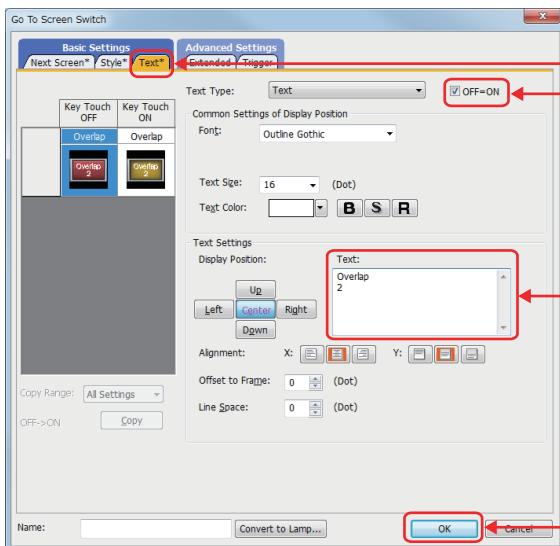 Go To Screen Switch
Basic Settings
Advanced Settings
Next Screen*
Style*
Text*
Extended
Trigger
Key Touch
OFF
Key Touch
ON
Overlap
Overlap
Overlap
2
Overlap
2
Copy Range:
All Settings
OFF->ON
Copy
Text Type:
Text
OFF=ON
Common Settings of Display Position
Font:
Outline Gothic
Text Size:
16
(Dot)
Text Color:
B
S
R
Text Settings
Display Position:
Text:
Up
Left
Center
Right
Down
Overlap
2
Alignment:
X:
Y:
Offset to Frame:
0
(Dot)
Line Space:
0
(Dot)
Name:
Convert to Lamp...
OK
Cancel